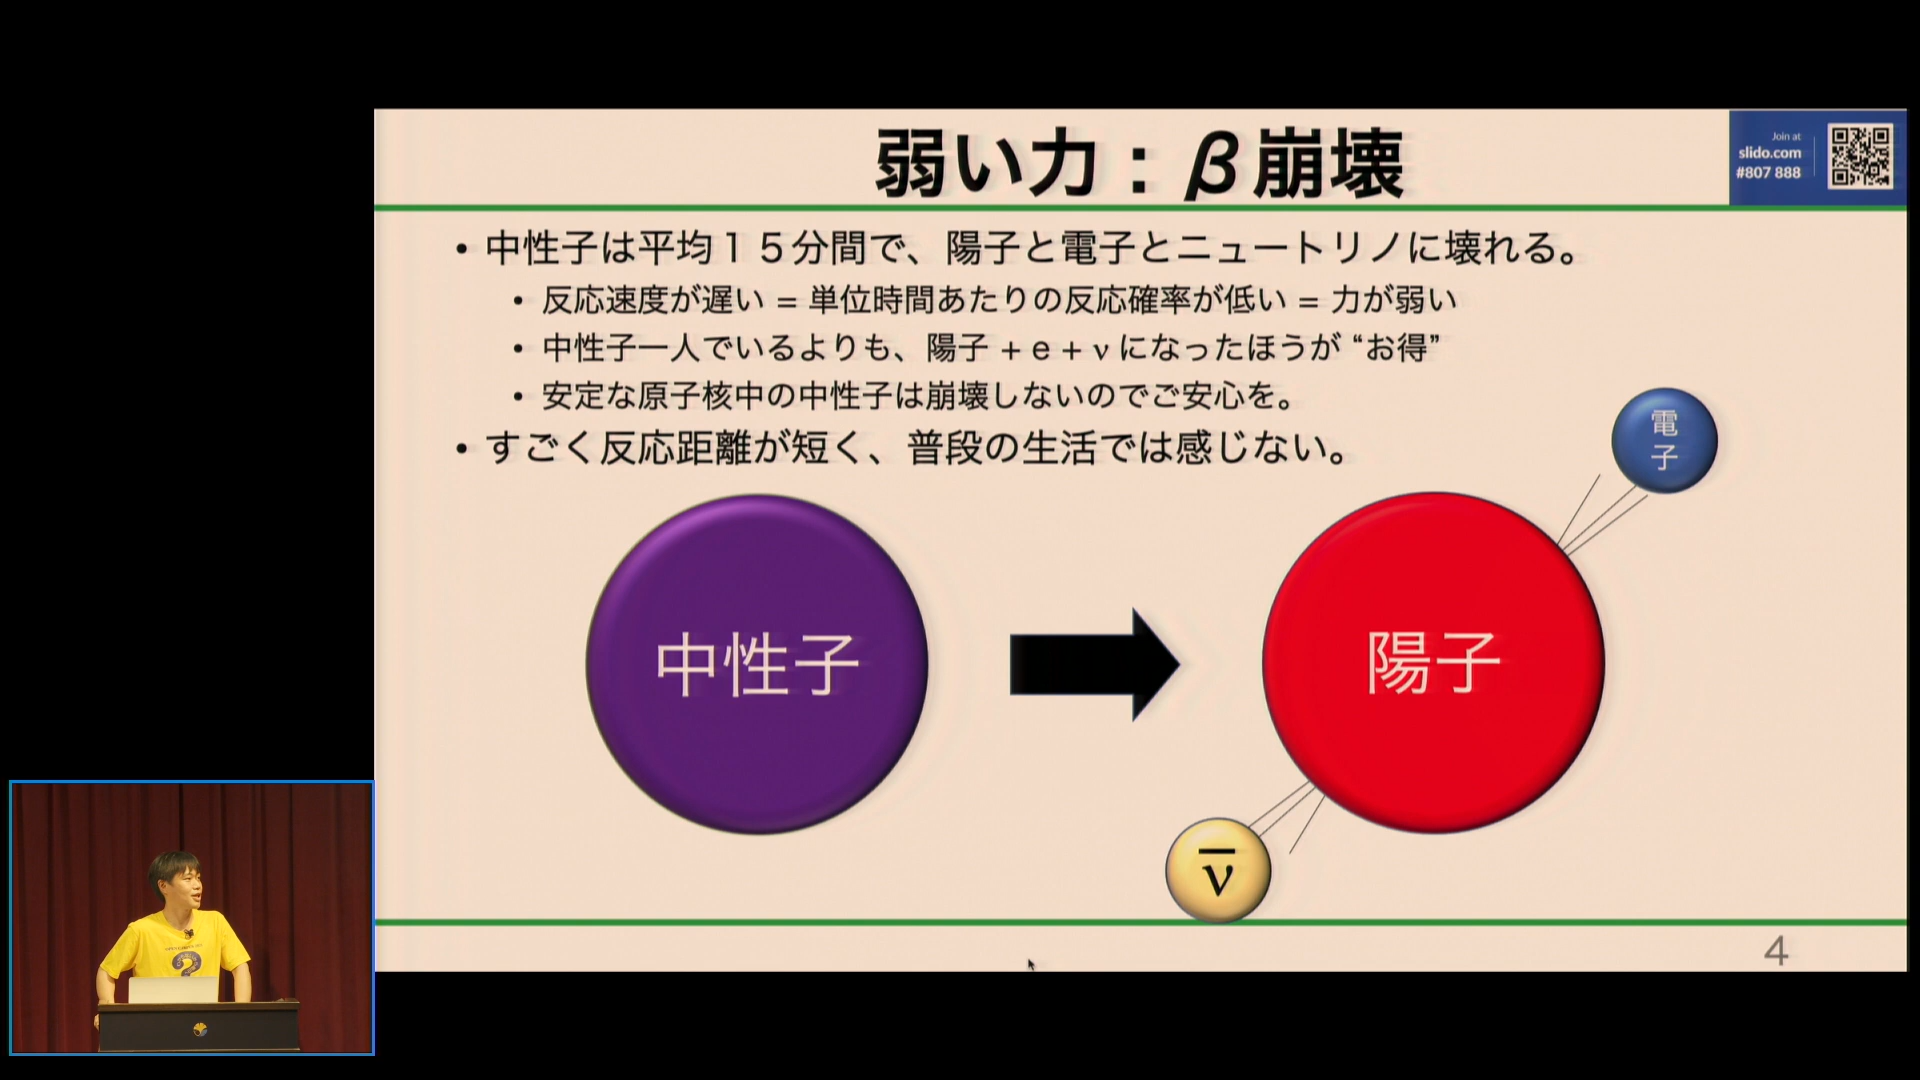 弱い力：β崩壊
Join at
slido.com
#807 888
• 中性子は平均１５分間で、陽子と電子とニュートリノに壊れる。
• 反応速度が遅い = 単位時間あたりの反応確率が低い = 力が弱い
• 中性子一人でいるよりも、陽子 + e + ν になったほうが “お得”
• 安定な原子核中の中性子は崩壊しないのでご安心を。
• すごく反応距離が短く、普段の生活では感じない。
電
子
中性子
陽子
ν̅
4